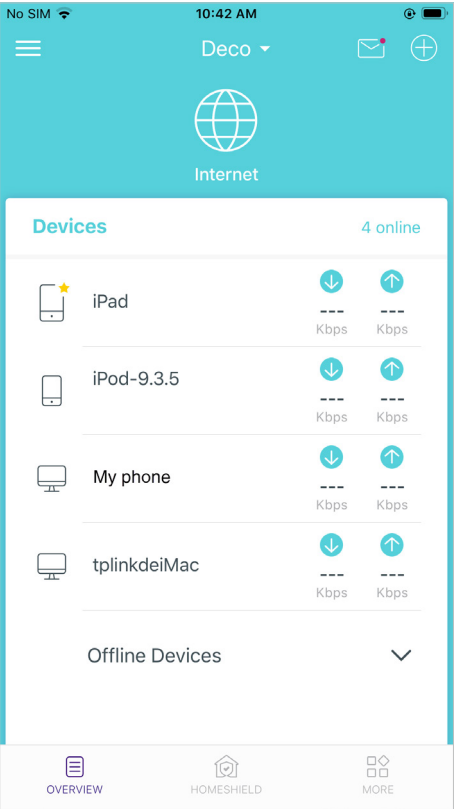 No SIM 10:42 AM
Deco
Internet
Devices 4 online
iPad
--- ---
Kbps Kbps
iPod-9.3.5
--- ---
Kbps Kbps
My phone
--- ---
Kbps Kbps
tplinkdeiMac
--- ---
Kbps Kbps
Offline Devices
OVERVIEW HOMESHIELD MORE